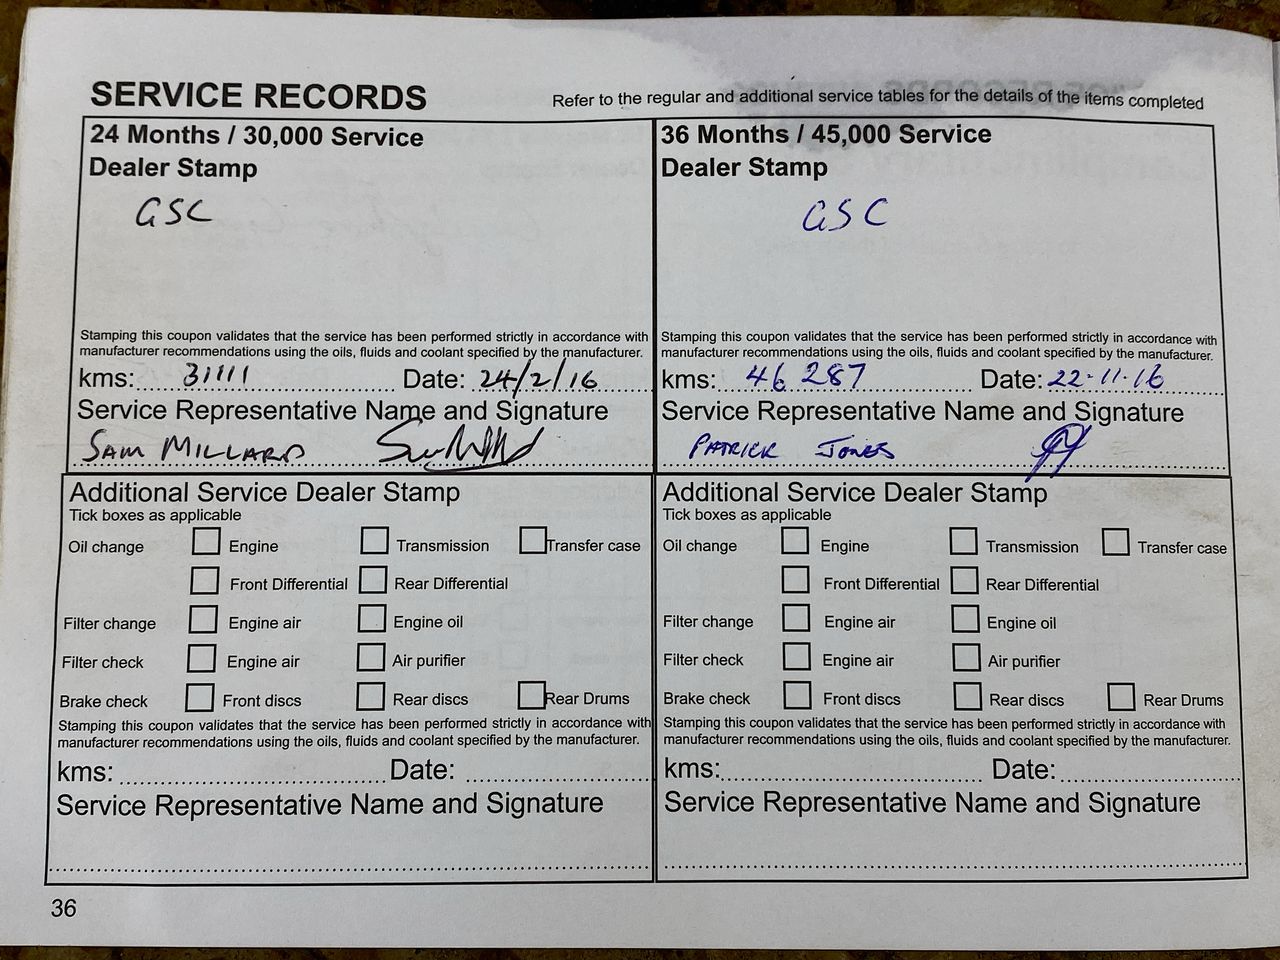 SERVICE RECORDS
Refer to the regular and additional service tables for the details of the items completed
24 Months / 30,000 Service
Dealer Stamp
GSC
Stamping this coupon validates that the service has been performed strictly in accordance with
manufacturer recommendations using the oils, fluids and coolant specified by the manufacturer.
kms: 31111 Date: 24/2/16
Service Representative Name and Signature
SAM MILLARD
Additional Service Dealer Stamp
Tick boxes as applicable
Oil change Engine Transmission Transfer case
Front Differential Rear Differential
Filter change Engine air Engine oil
Filter check Engine air Air purifier
Brake check Front discs Rear discs Rear Drums
Stamping this coupon validates that the service has been performed strictly in accordance with
manufacturer recommendations using the oils, fluids and coolant specified by the manufacturer.
kms: Date:
Service Representative Name and Signature
36 Months / 45,000 Service
Dealer Stamp
GSC
Stamping this coupon validates that the service has been performed strictly in accordance with
manufacturer recommendations using the oils, fluids and coolant specified by the manufacturer.
kms: 46 287 Date: 22-11-16
Service Representative Name and Signature
PATRICK JONES
Additional Service Dealer Stamp
Tick boxes as applicable
Oil change Engine Transmission Transfer case
Front Differential Rear Differential
Filter change Engine air Engine oil
Filter check Engine air Air purifier
Brake check Front discs Rear discs Rear Drums
Stamping this coupon validates that the service has been performed strictly in accordance with
manufacturer recommendations using the oils, fluids and coolant specified by the manufacturer.
kms: Date:
Service Representative Name and Signature
36